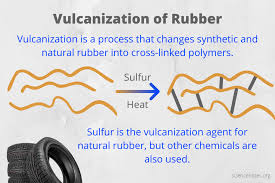 Vulcanization of Rubber
Vulcanization is a process that changes synthetic and
natural rubber into cross-linked polymers.
Sulfur
Heat
Sulfur is the vulcanization agent for
natural rubber, but other chemicals are
also used.
sciencenotes.org